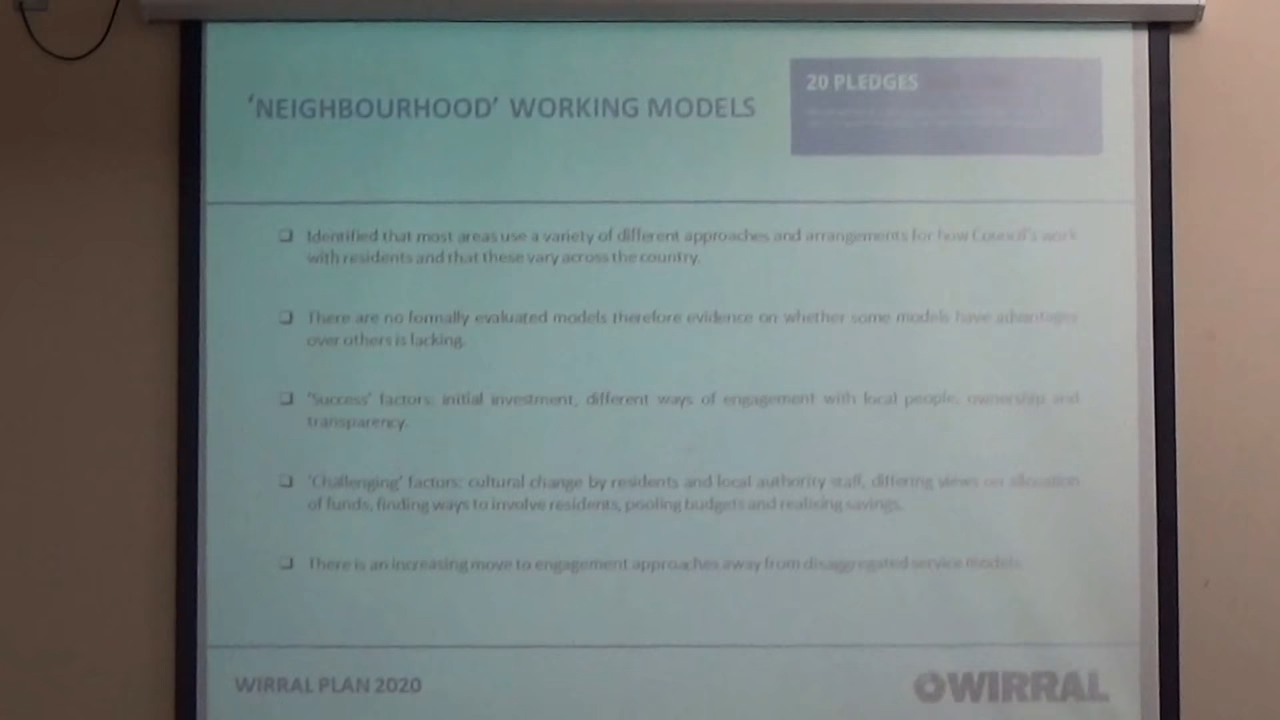 'NEIGHBOURHOOD' WORKING MODELS
20 PLEDGES
❑ Identified that most areas use a variety of different approaches and arrangements for how Council's work
with residents and that these vary across the country.
❑ There are no formally evaluated models therefore evidence on whether some models have advantages
over others is lacking.
❑ 'Success' factors: initial investment, different ways of engagement with local people, ownership and
transparency.
❑ 'Challenging' factors: cultural change by residents and local authority staff, differing views on allocation
of funds, finding ways to involve residents, pooling budgets and realising savings.
❑ There is an increasing move to engagement approaches away from disaggregated service models
WIRRAL PLAN 2020
WIRRAL